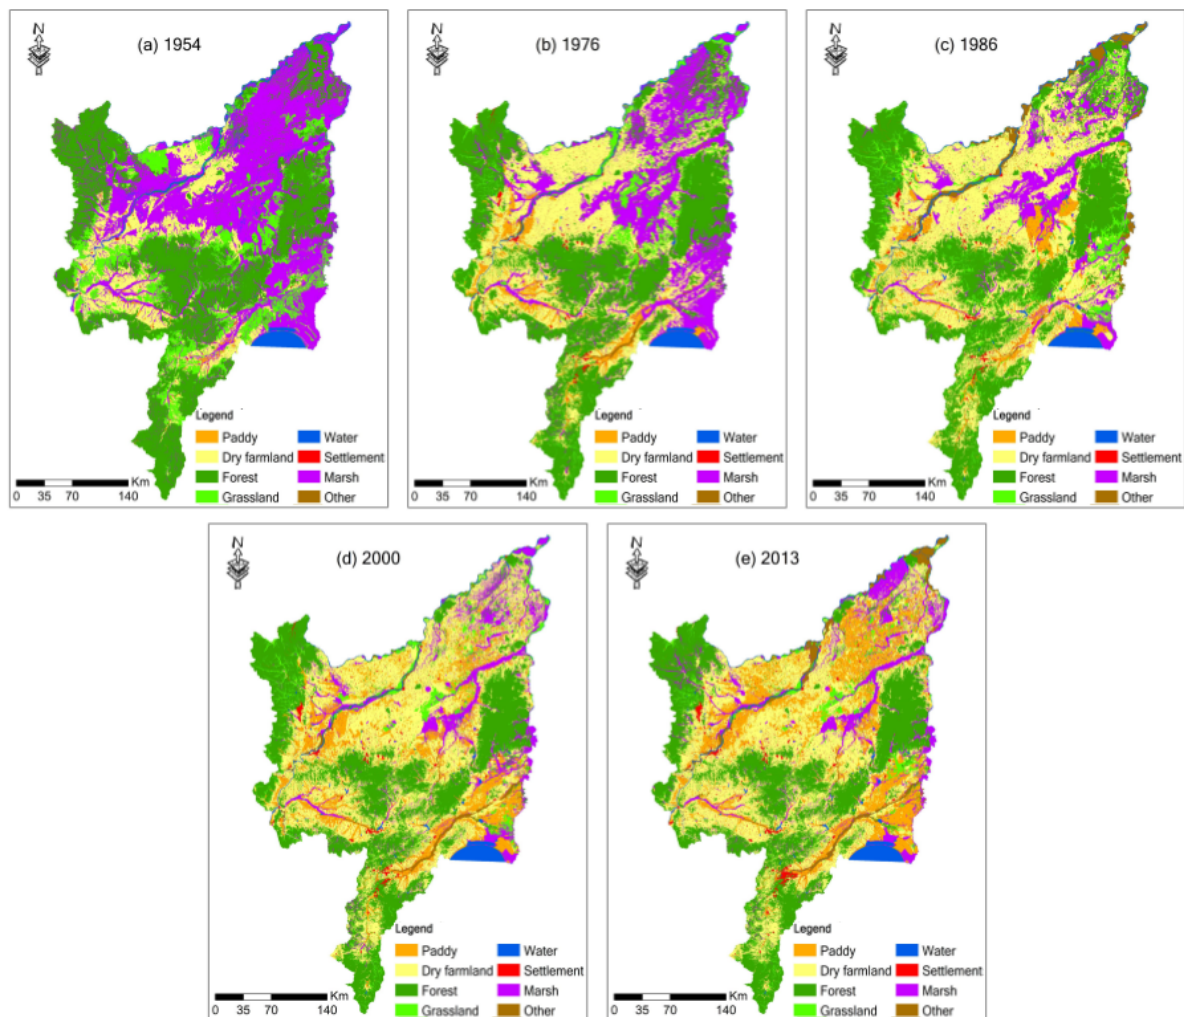 N
(a) 1954
Legend
Paddy
Water
Dry farmland
Settlement
Forest
Marsh
Grassland
Km
0 35 70 140
N
(b) 1976
Legend
Paddy
Water
Dry farmland
Settlement
Forest
Marsh
Grassland
Other
Km
0 35 70 140
N
(c) 1986
Legend
Paddy
Water
Dry farmland
Settlement
Forest
Marsh
Grassland
Other
Km
0 35 70 140
N
(d) 2000
Legend
Paddy
Water
Dry farmland
Settlement
Forest
Marsh
Grassland
Other
Km
0 35 70 140
N
(e) 2013
Legend
Paddy
Water
Dry farmland
Settlement
Forest
Marsh
Grassland
Other
Km
0 35 70 140